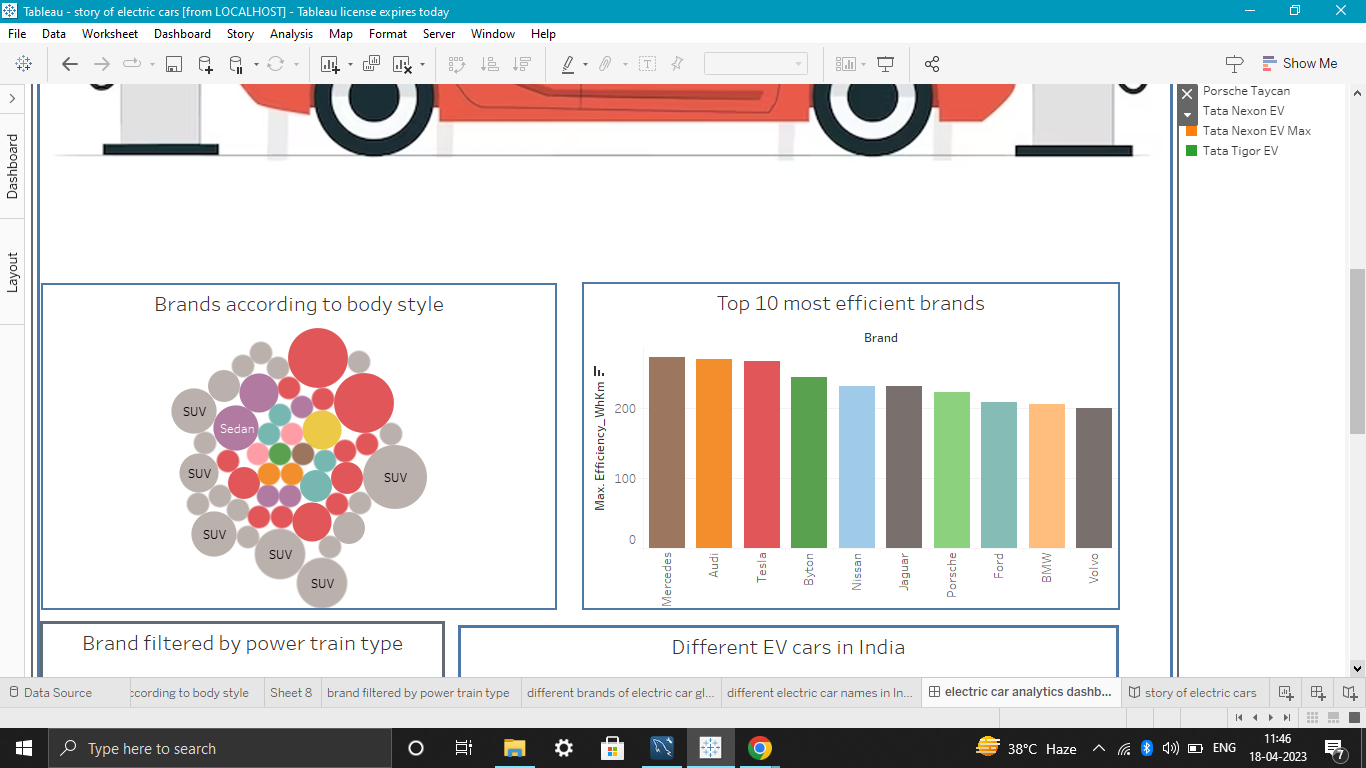 Tableau - story of electric cars [from LOCALHOST] - Tableau license expires today
File Data Worksheet Dashboard Story Analysis Map Format Server Window Help
Show Me
Dashboard
Layout
Porsche Taycan
Tata Nexon EV
Tata Nexon EV Max
Tata Tigor EV
Brands according to body style
SUV
Sedan
SUV
SUV
SUV
SUV
SUV
Top 10 most efficient brands
Brand
Max. Efficiency_WhKm
200
100
0
Mercedes
Audi
Tesla
Byton
Nissan
Jaguar
Porsche
Ford
BMW
Volvo
Brand filtered by power train type
Different EV cars in India
Data Source
ccording to body style
Sheet 8
brand filtered by power train type
different brands of electric car gl...
different electric car names in In...
electric car analytics dashb...
story of electric cars
Type here to search
38°C Haze
ENG
11:46
18-04-2023
7